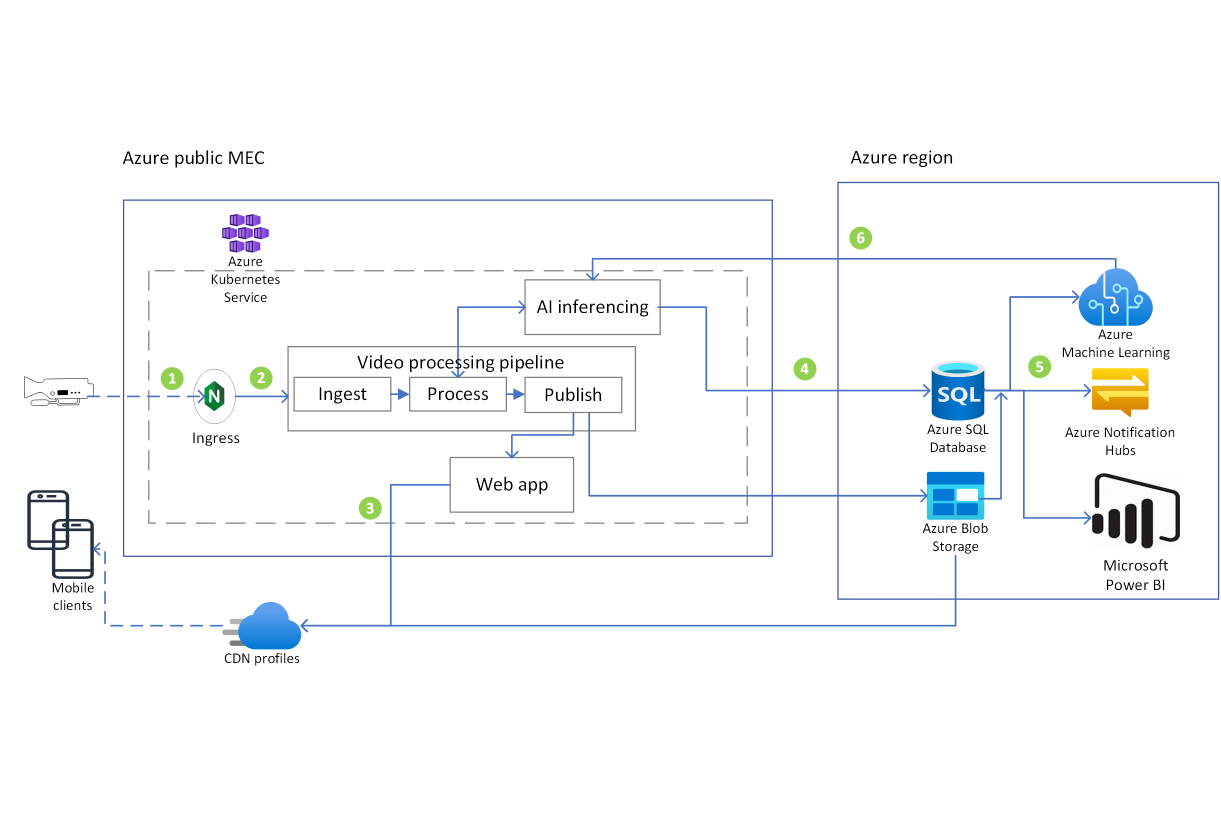 Azure public MEC
Azure region
6
Azure
Kubernetes
Service
AI inferencing
Azure
Machine Learning
Video processing pipeline
1
2
4
5
N
Ingest
Process
Publish
SQL
Ingress
Azure SQL
Database
Azure Notification
Hubs
Web app
3
Azure Blob
Storage
Microsoft
Power BI
Mobile
clients
CDN profiles